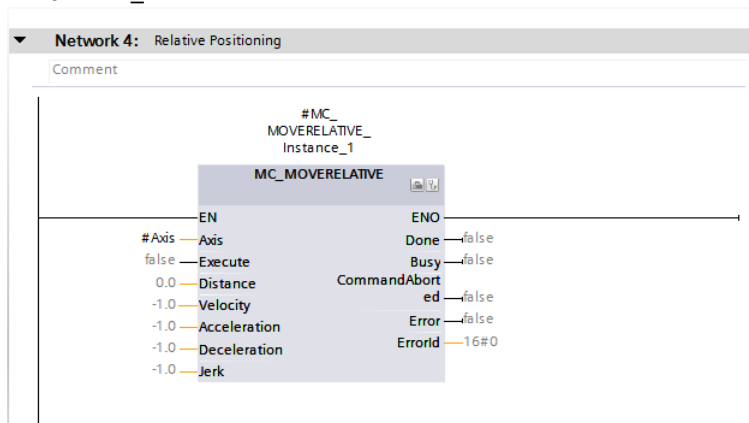 Network 4: Relative Positioning
Comment
#MC_
MOVERELATIVE_
Instance_1
MC_MOVERELATIVE
EN ENO
#Axis Axis Done false
false Execute Busy false
0.0 Distance CommandAbort
ed false
-1.0 Velocity
-1.0 Acceleration Error false
-1.0 Deceleration ErrorId 16#0
-1.0 Jerk